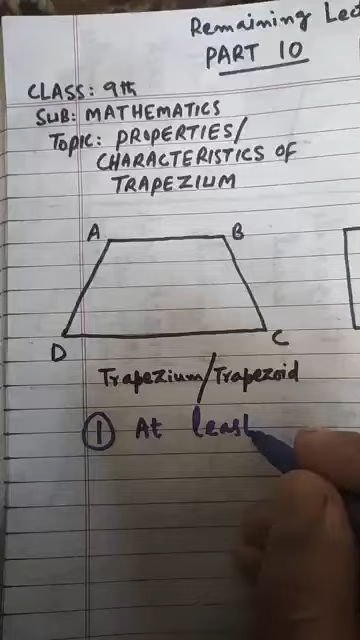 Remaining Lec
PART 10
CLASS: 9th
SUB: MATHEMATICS
TOPIC: PROPERTIES/
CHARACTERISTICS OF
TRAPEZIUM
A B
D C
Trapezium/Trapezoid
① At least